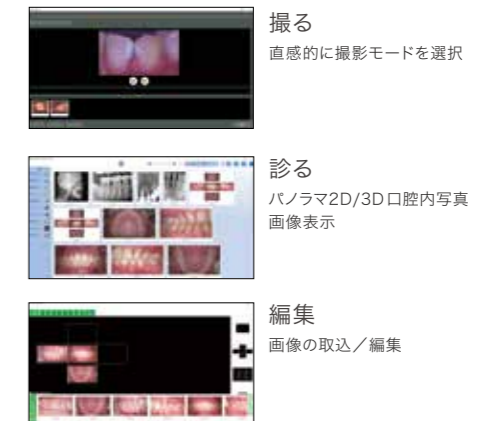 撮る
直感的に撮影モードを選択
診る
パノラマ2D/3D口腔内写真
画像表示
編集
画像の取込／編集